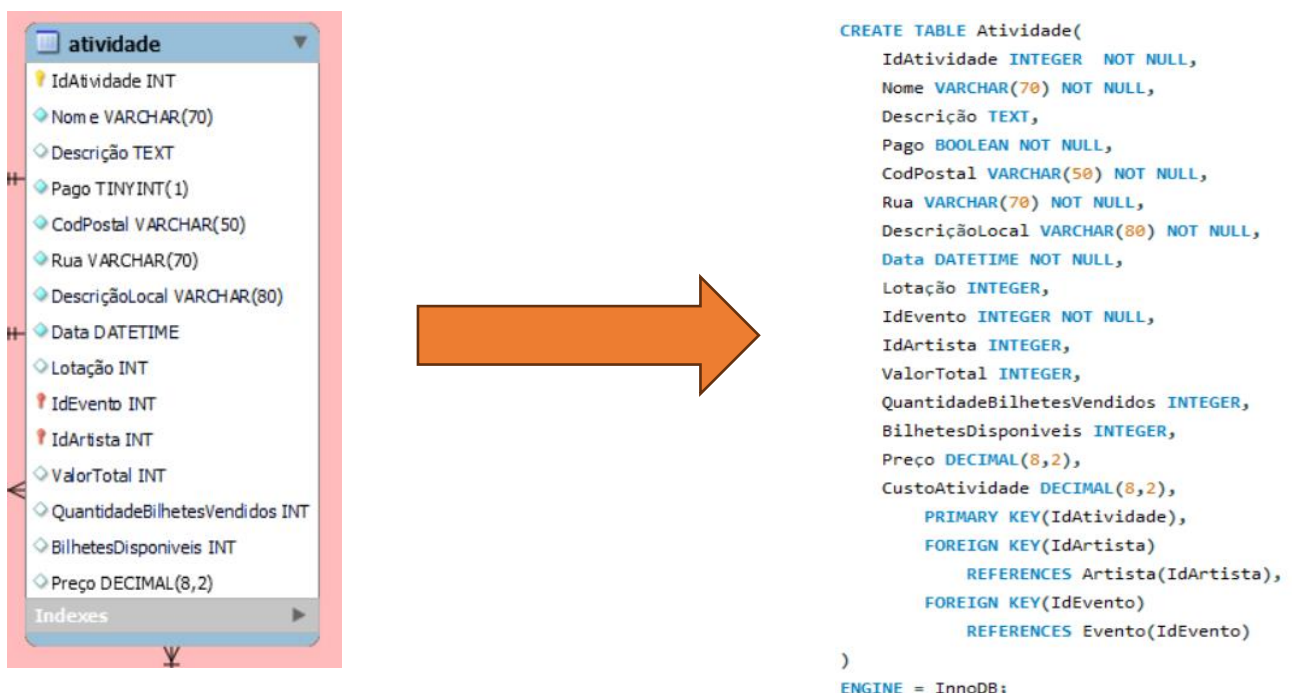 atividade
IdAtividade INT
Nome VARCHAR(70)
Descrição TEXT
Pago TINYINT(1)
CodPostal VARCHAR(50)
Rua VARCHAR(70)
DescriçãoLocal VARCHAR(80)
Data DATETIME
Lotação INT
IdEvento INT
IdArtista INT
ValorTotal INT
QuantidadeBilhetesVendidos INT
BilhetesDisponiveis INT
Preço DECIMAL(8,2)
Indexes
CREATE TABLE Atividade(
IdAtividade INTEGER NOT NULL,
Nome VARCHAR(70) NOT NULL,
Descrição TEXT,
Pago BOOLEAN NOT NULL,
CodPostal VARCHAR(50) NOT NULL,
Rua VARCHAR(70) NOT NULL,
DescriçãoLocal VARCHAR(80) NOT NULL,
Data DATETIME NOT NULL,
Lotação INTEGER,
IdEvento INTEGER NOT NULL,
IdArtista INTEGER,
ValorTotal INTEGER,
QuantidadeBilhetesVendidos INTEGER,
BilhetesDisponiveis INTEGER,
Preço DECIMAL(8,2),
CustoAtividade DECIMAL(8,2),
PRIMARY KEY(IdAtividade),
FOREIGN KEY(IdArtista)
REFERENCES Artista(IdArtista),
FOREIGN KEY(IdEvento)
REFERENCES Evento(IdEvento)
)
ENGINE = InnoDB;